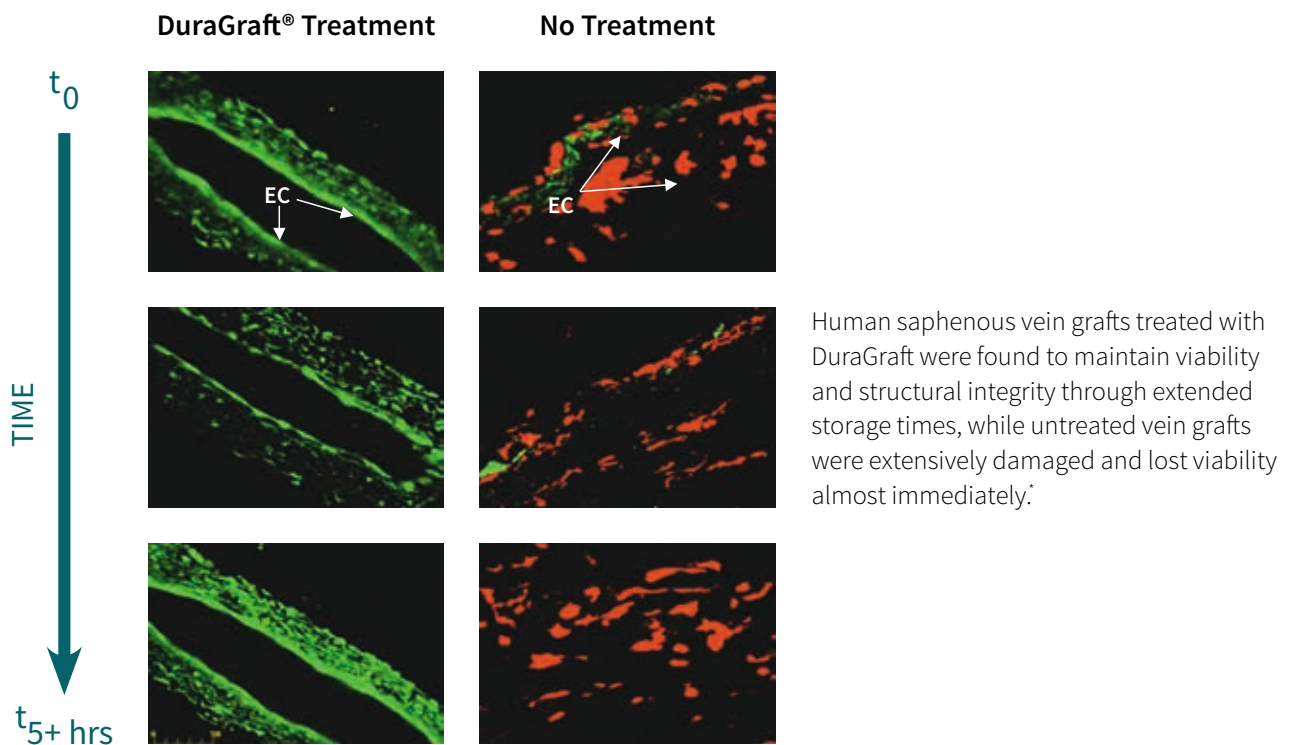 DuraGraft® Treatment
No Treatment
t0
EC
EC
TIME
Human saphenous vein grafts treated with
DuraGraft were found to maintain viability
and structural integrity through extended
storage times, while untreated vein grafts
were extensively damaged and lost viability
almost immediately.*
t5+ hrs